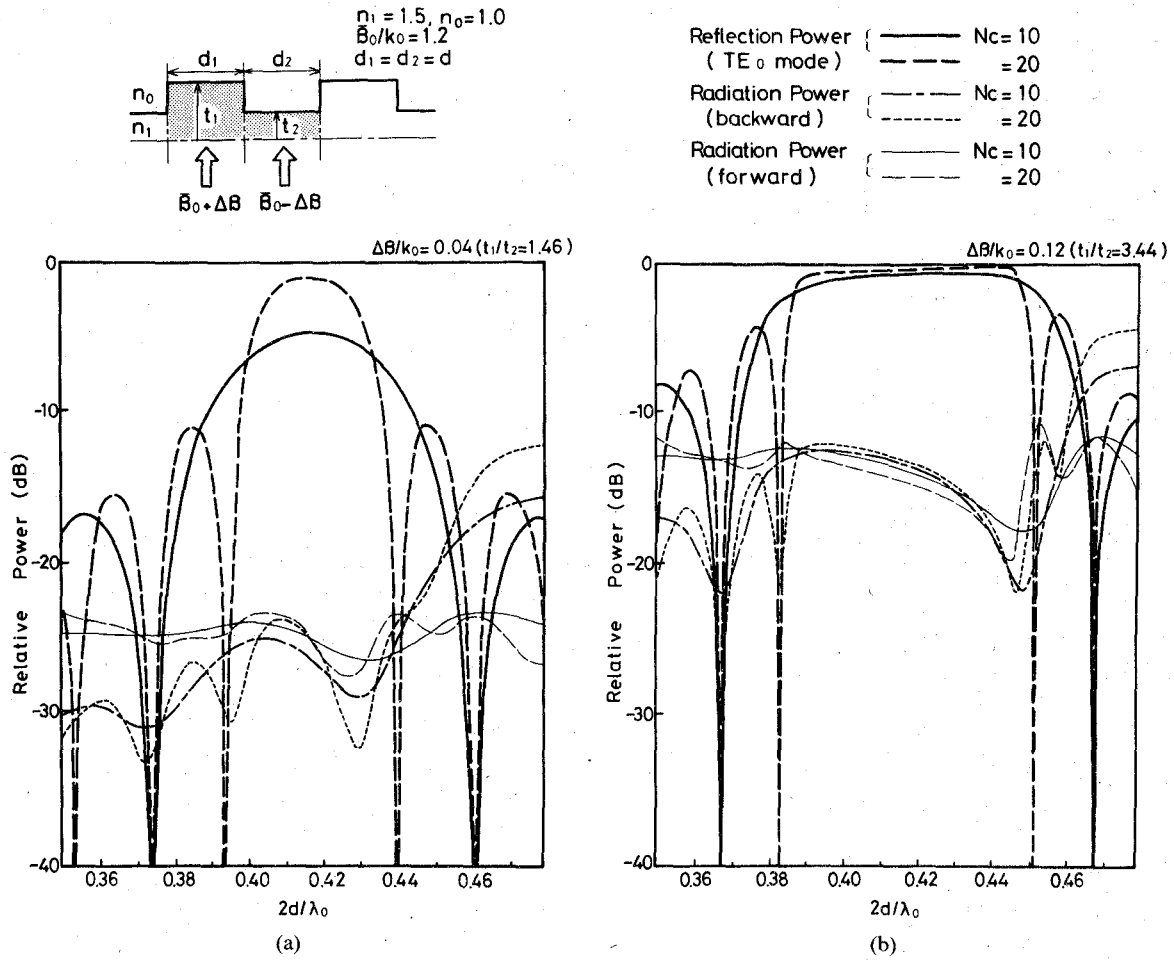 n₁ = 1.5, n₀ = 1.0
B̄₀/k₀ = 1.2
d₁ = d₂ = d
d₁ d₂
n₀
n₁
t₁
t₂
B̄₀+ΔB B̄₀-ΔB
Reflection Power
(TE₀ mode)
Nc = 10
= 20
Radiation Power
(backward)
Nc = 10
= 20
Radiation Power
(forward)
Nc = 10
= 20
ΔB/k₀ = 0.04 (t₁/t₂=1.46)
0
-10
-20
-30
-40
Relative Power (dB)
0.36 0.38 0.40 0.42 0.44 0.46
2d/λ₀
(a)
ΔB/k₀ = 0.12 (t₁/t₂=3.44)
0
-10
-20
-30
-40
Relative Power (dB)
0.36 0.38 0.40 0.42 0.44 0.46
2d/λ₀
(b)